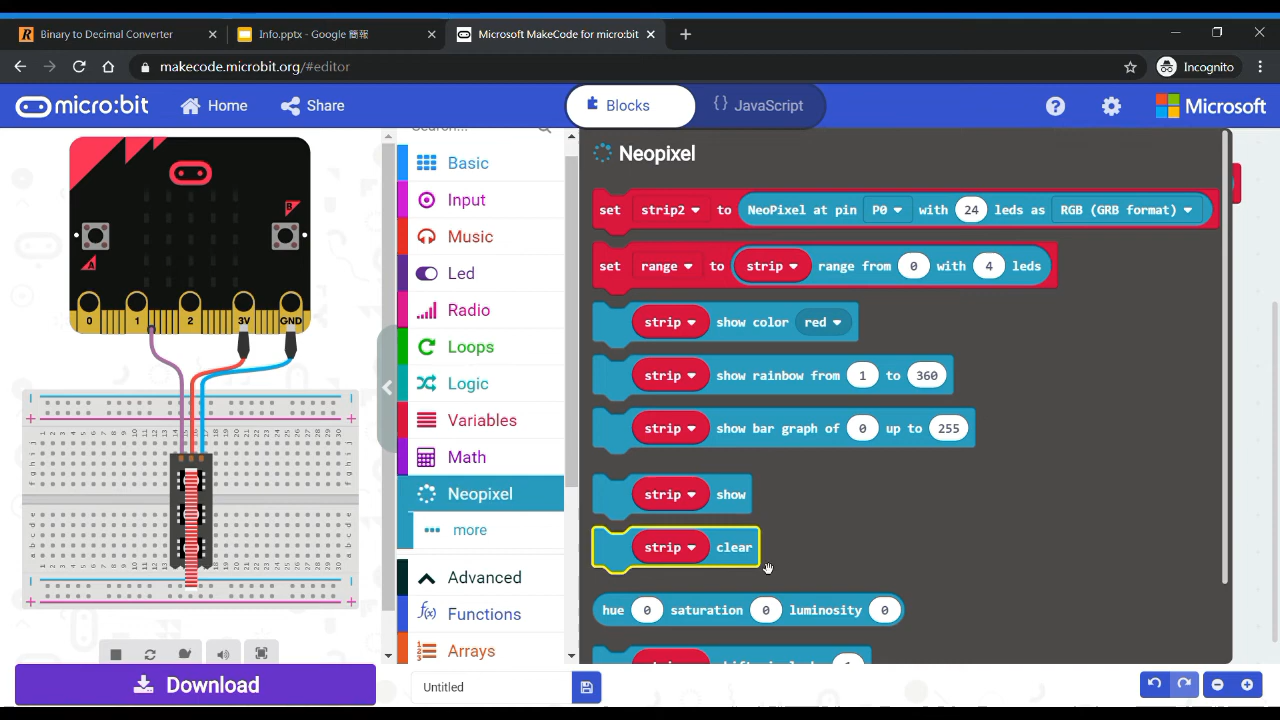 Binary to Decimal Converter
Info.pptx - Google 簡報
Microsoft MakeCode for micro:bit
makecode.microbit.org/#editor
Incognito
micro:bit
Home
Share
Blocks
{ } JavaScript
?
Microsoft
Search...
Basic
Input
Music
Led
Radio
Loops
Logic
Variables
Math
Neopixel
more
Advanced
Functions
Arrays
Neopixel
set strip2 to NeoPixel at pin P0 with 24 leds as RGB (GRB format)
set range to strip range from 0 with 4 leds
strip show color red
strip show rainbow from 1 to 360
strip show bar graph of 0 up to 255
strip show
strip clear
hue 0 saturation 0 luminosity 0
A
B
0 1 2 3V GND
Download
Untitled